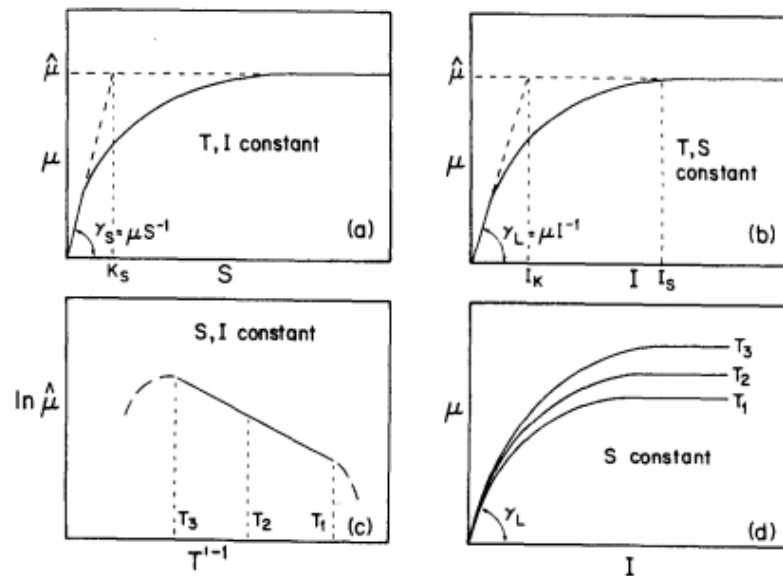 μ̂
μ
T, I constant
γS = μS⁻¹
(a)
KS
S
μ̂
μ
T, S
constant
γL = μI⁻¹
(b)
IK
I
IS
S, I constant
ln μ̂
T3
T2
T1
(c)
T'⁻¹
T3
T2
T1
μ
S constant
γL
(d)
I